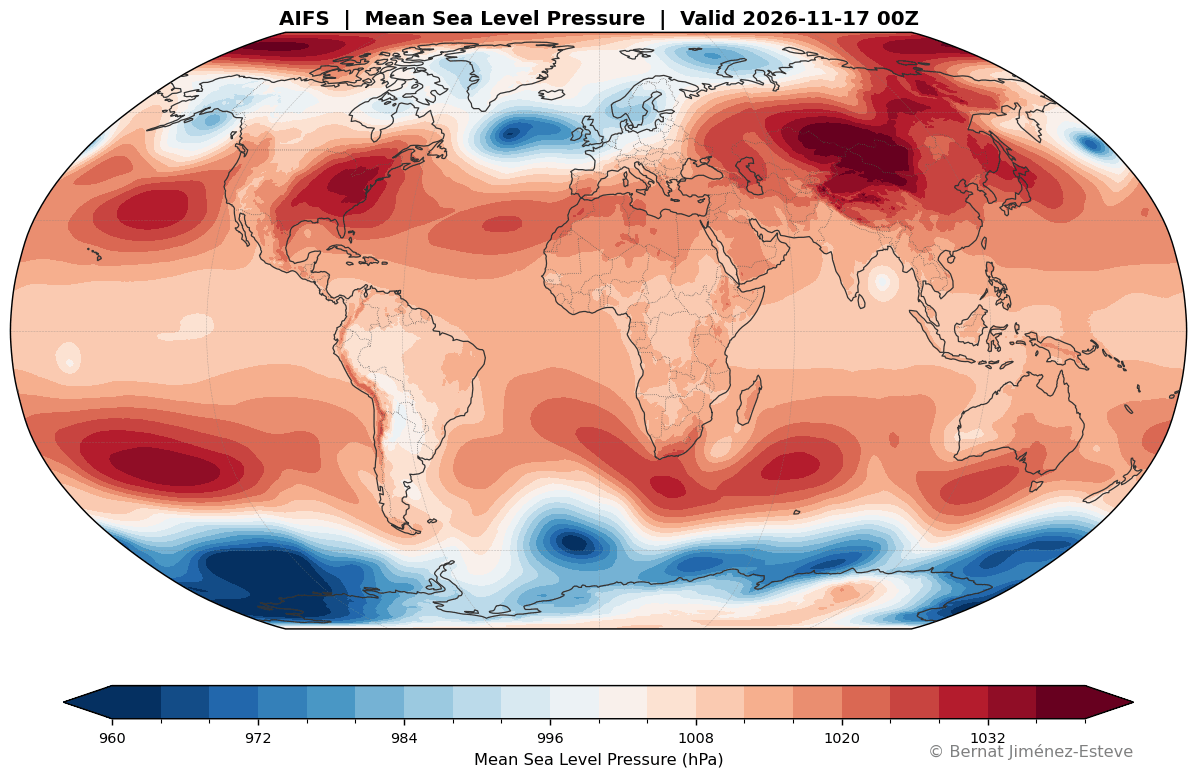 AIFS | Mean Sea Level Pressure | Valid 2026-11-17 00Z
960 972 984 996 1008 1020 1032
Mean Sea Level Pressure (hPa)
© Bernat Jiménez-Esteve